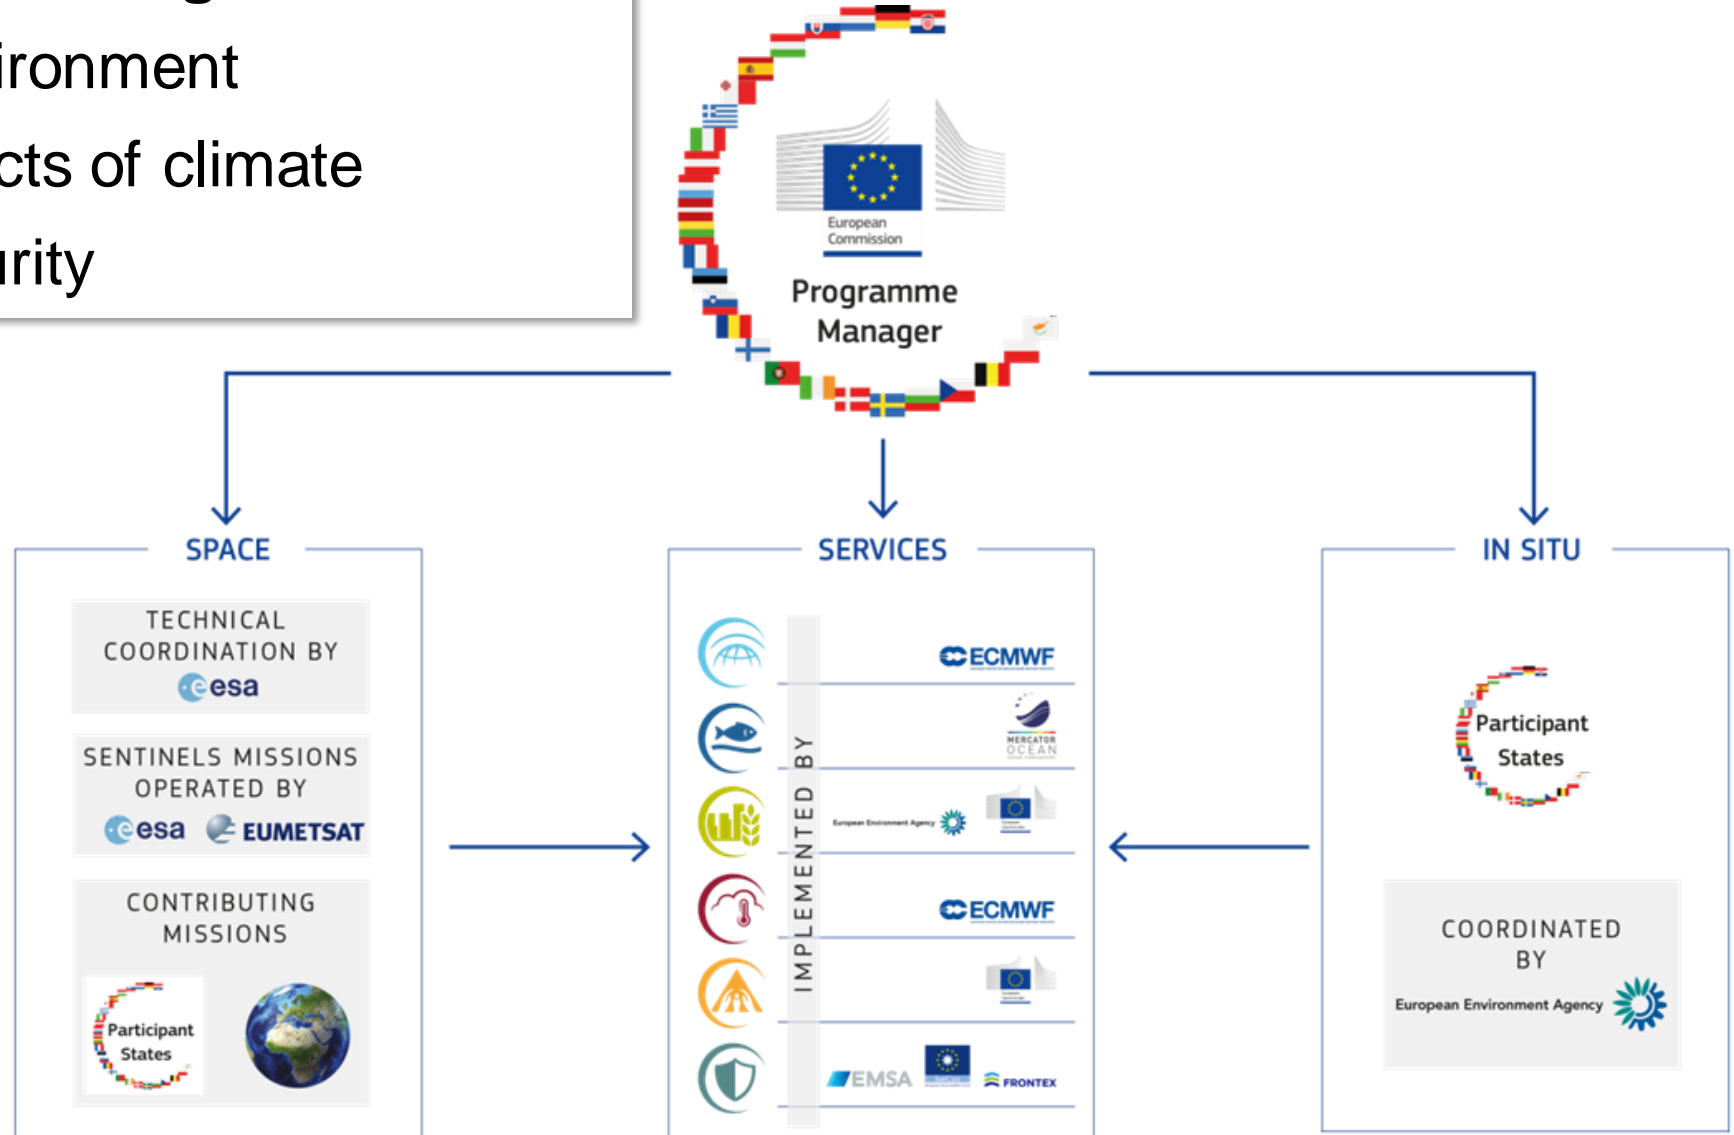 ironment
cts of climate
urity
European
Commission
Programme
Manager
SPACE
TECHNICAL
COORDINATION BY
esa
SENTINELS MISSIONS
OPERATED BY
esa EUMETSAT
CONTRIBUTING
MISSIONS
Participant
States
SERVICES
IMPLEMENTED BY
ECMWF
MERCATOR
OCEAN
European Environment Agency
ECMWF
EMSA FRONTEX
IN SITU
Participant
States
COORDINATED
BY
European Environment Agency